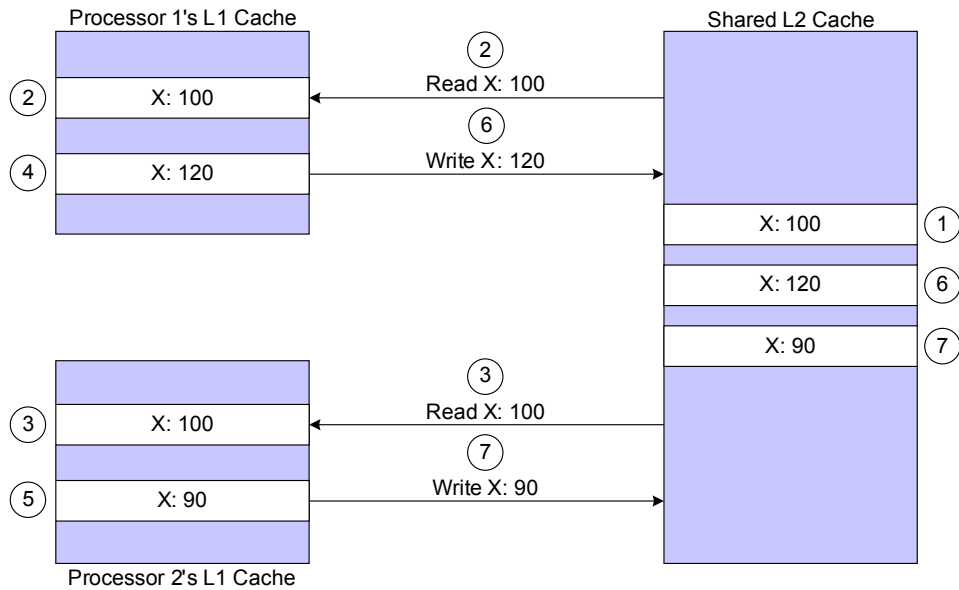 Processor 1's L1 Cache
Shared L2 Cache
2
Read X: 100
2
X: 100
6
Write X: 120
4
X: 120
X: 100
1
X: 120
6
X: 90
7
3
Read X: 100
3
X: 100
7
Write X: 90
5
X: 90
Processor 2's L1 Cache